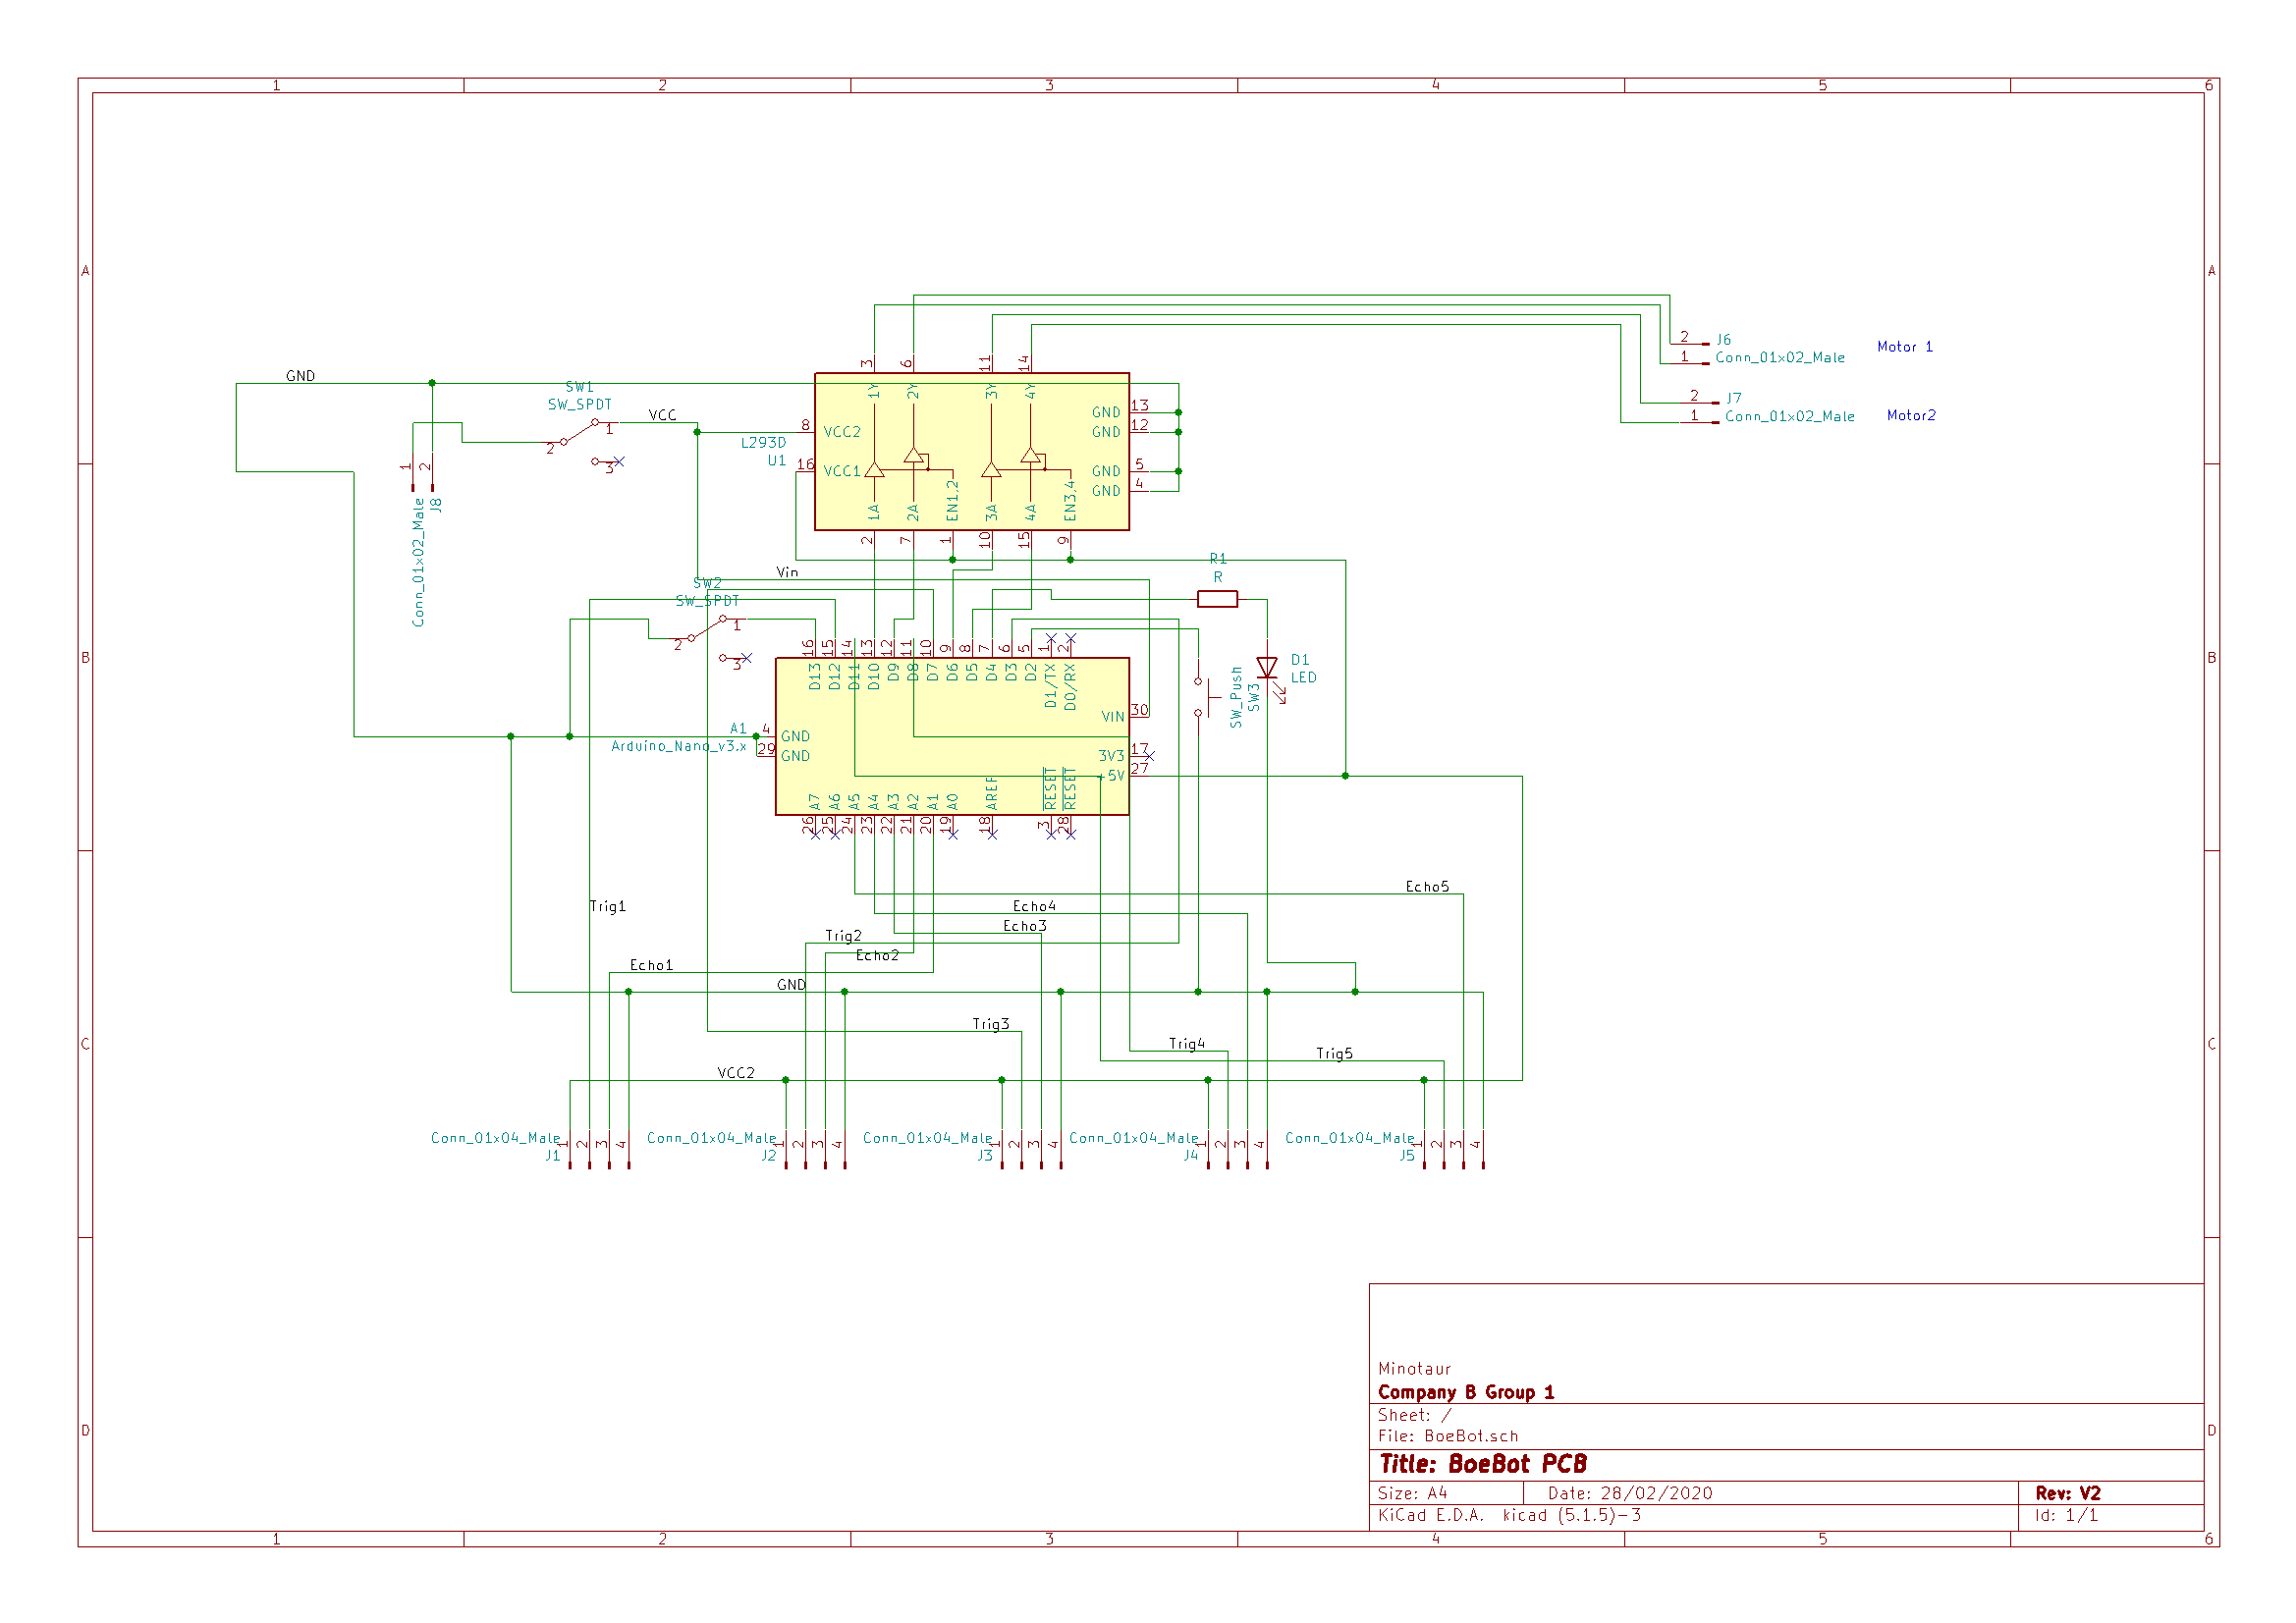 1 2 3 4 5 6
A A
J6
2
1
Conn_01x02_Male
Motor 1
J7
2
1
Conn_01x02_Male
Motor2
GND
SW1
SW_SPDT
VCC
1
2
3
3 6 11 14
1Y 2Y 3Y 4Y
8 VCC2
L293D
U1
16 VCC1
GND 13
GND 12
GND 5
GND 4
1A 2A EN1,2 3A 4A EN3,4
2 7 1 10 15 9
1 2
J8
Conn_01x02_Male
Vin
R1
R
SW2
SW_SPDT
1
2
3
B B
16 15 14 13 12 11 10 9 8 7 6 5 1 2
D13 D12 D11 D10 D9 D8 D7 D6 D5 D4 D3 D2 D1/TX D0/RX
D1
LED
SW_Push
SW3
VIN 30
A1
Arduino_Nano_v3.x
4 GND
29 GND
3V3 17
+5V 27
A7 A6 A5 A4 A3 A2 A1 A0 AREF RESET RESET
26 25 24 23 22 21 20 19 18 3 28
Echo5
Trig1
Echo4
Echo3
Trig2
Echo2
Echo1
GND
Trig3
C C
Trig4
Trig5
VCC2
Conn_01x04_Male
J1
1 2 3 4
Conn_01x04_Male
J2
1 2 3 4
Conn_01x04_Male
J3
1 2 3 4
Conn_01x04_Male
J4
1 2 3 4
Conn_01x04_Male
J5
1 2 3 4
Minotaur
Company B Group 1
Sheet: /
File: BoeBot.sch
D D
Title: BoeBot PCB
Size: A4 Date: 28/02/2020 Rev: V2
KiCad E.D.A. kicad (5.1.5)-3 Id: 1/1
1 2 3 4 5 6